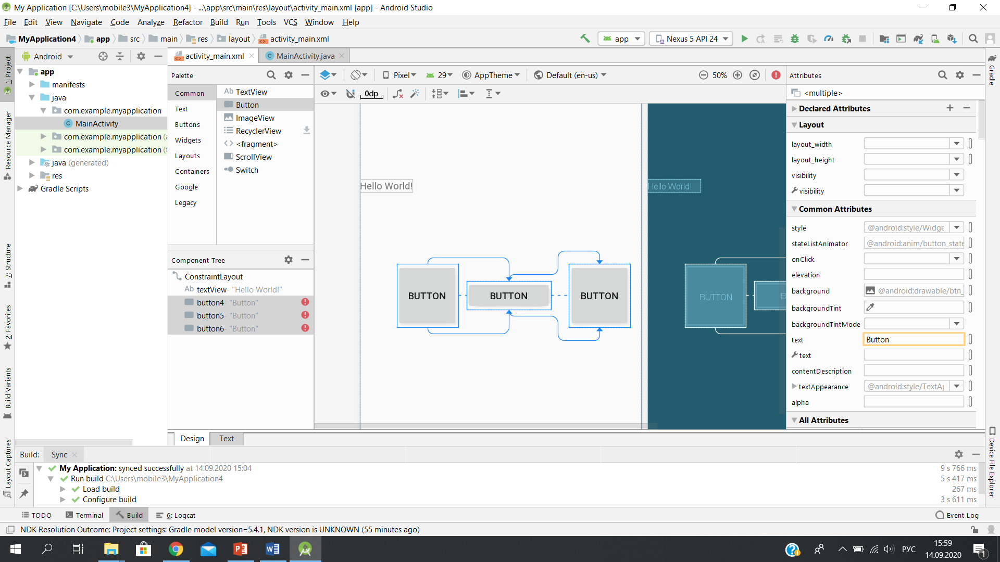 My Application [C:\Users\mobile3\MyApplication4] - ...\app\src\main\res\layout\activity_main.xml [app] - Android Studio
File Edit View Navigate Code Analyze Refactor Build Run Tools VCS Window Help
MyApplication4 app src main res layout activity_main.xml
app Nexus 5 API 24
1: Project
Resource Manager
7: Structure
2: Favorites
Build Variants
Layout Captures
Android
app
manifests
java
com.example.myapplication
MainActivity
com.example.myapplication (
com.example.myapplication (
java (generated)
res
Gradle Scripts
activity_main.xml MainActivity.java
Palette
Common
Text
Buttons
Widgets
Layouts
Containers
Google
Legacy
Ab TextView
Button
ImageView
RecyclerView
<fragment>
ScrollView
Switch
Component Tree
ConstraintLayout
Ab textView- "Hello World!"
button4- "Button"
button5- "Button"
button6- "Button"
Pixel 29 AppTheme Default (en-us) 50%
0dp
Hello World!
BUTTON BUTTON BUTTON
Hello World!
BUTTON B
Attributes
<multiple>
Declared Attributes
Layout
layout_width
layout_height
visibility
visibility
Common Attributes
style @android:style/Widge
stateListAnimator @android:anim/button_state
onClick
elevation
background @android:drawable/btn_
backgroundTint
backgroundTintMode
text Button
text
contentDescription
textAppearance @android:style/TextAp
alpha
All Attributes
Gradle
Device File Explorer
Design Text
Build: Sync
My Application: synced successfully at 14.09.2020 15:04 9 s 766 ms
Run build C:\Users\mobile3\MyApplication4 5 s 417 ms
Load build 267 ms
Configure build 3 s 611 ms
TODO Terminal Build 6: Logcat Event Log
NDK Resolution Outcome: Project settings: Gradle model version=5.4.1, NDK version is UNKNOWN (55 minutes ago)
РУС
15:59
14.09.2020
1